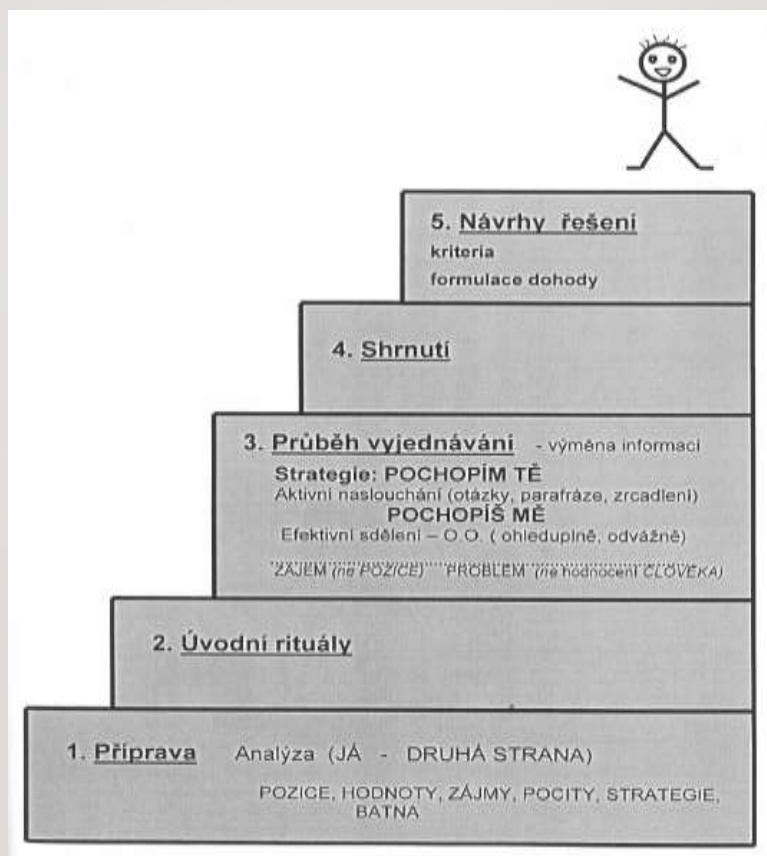 5. Návrhy řešení
kriteria
formulace dohody
4. Shrnutí
3. Průběh vyjednávání - výměna informací
Strategie: POCHOPÍM TĚ
Aktivní naslouchání (otázky, parafráze, zrcadlení)
POCHOPÍŠ MĚ
Efektivní sdělení – O.O. ( ohleduplně, odvážně)
ZÁJEM (ne POZICE) PROBLÉM (ne hodnocení ČLOVĚKA)
2. Úvodní rituály
1. Příprava Analýza (JÁ - DRUHÁ STRANA)
POZICE, HODNOTY, ZÁJMY, POCITY, STRATEGIE,
BATNA